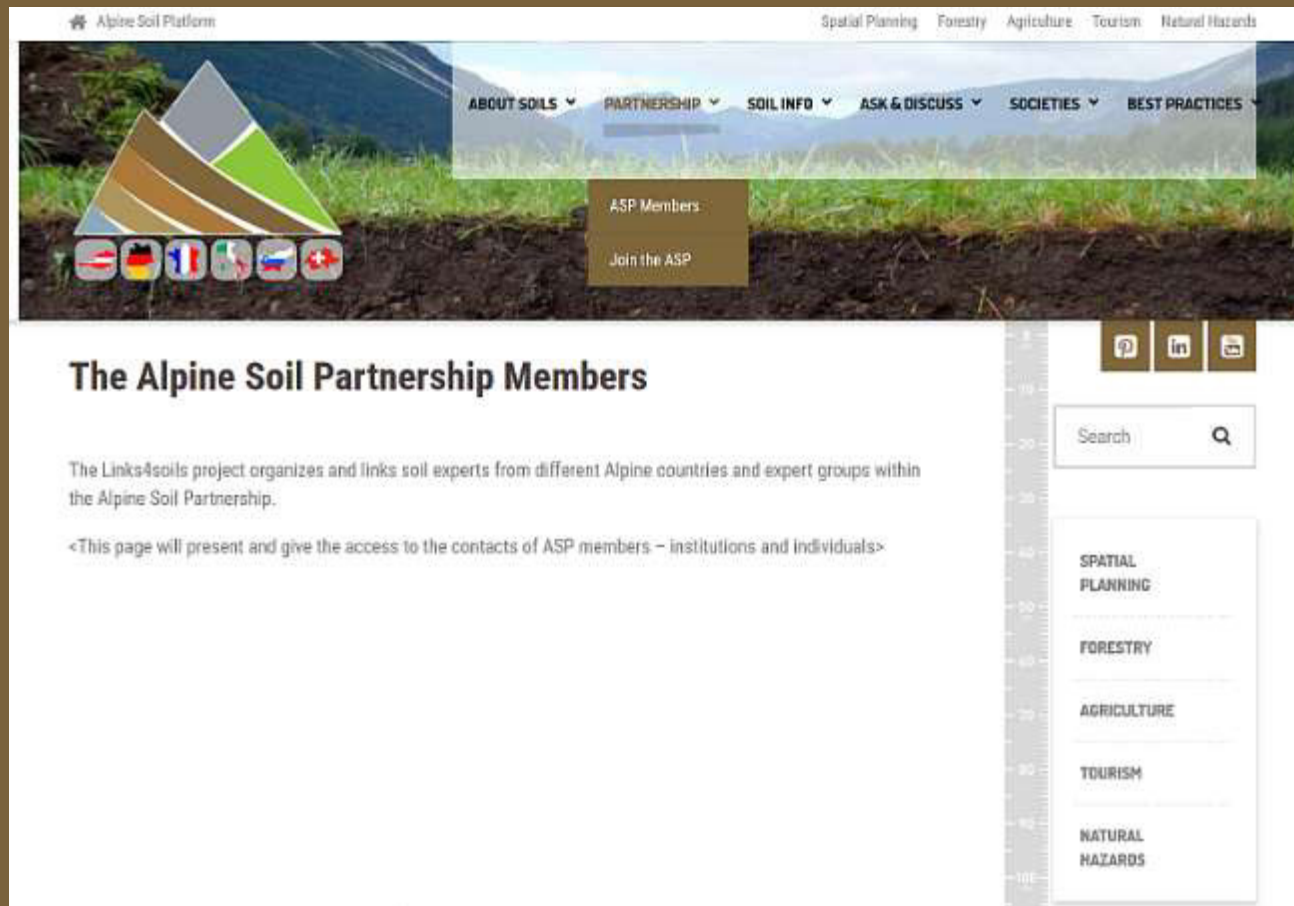 Alpine Soil Platform
Spatial Planning Forestry Agriculture Tourism Natural Hazards
ABOUT SOILS PARTNERSHIP SOIL INFO ASK & DISCUSS SOCIETIES BEST PRACTICES
ASP Members
Join the ASP
The Alpine Soil Partnership Members
The Links4soils project organizes and links soil experts from different Alpine countries and expert groups within
the Alpine Soil Partnership.
<This page will present and give the access to the contacts of ASP members – institutions and individuals>
in
Search
SPATIAL
PLANNING
FORESTRY
AGRICULTURE
TOURISM
NATURAL
HAZARDS